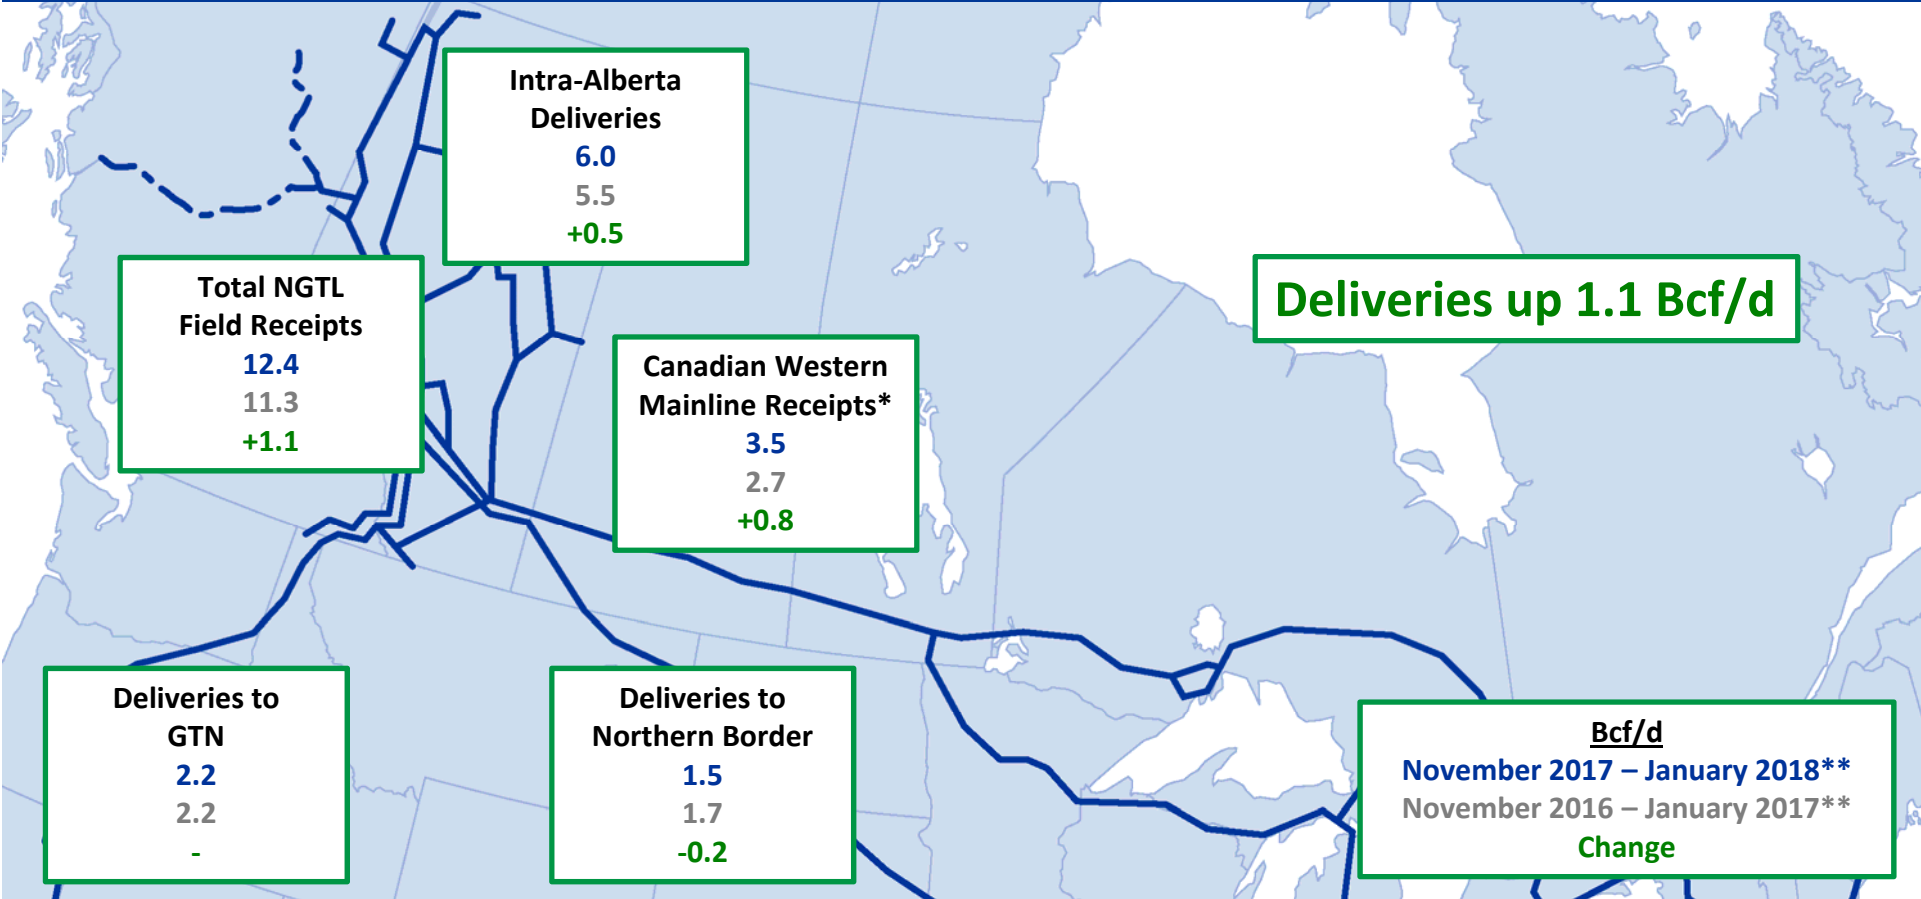 Intra-Alberta
Deliveries
6.0
5.5
+0.5
Total NGTL
Field Receipts
12.4
11.3
+1.1
Deliveries up 1.1 Bcf/d
Canadian Western
Mainline Receipts*
3.5
2.7
+0.8
Deliveries to
GTN
2.2
2.2
-
Deliveries to
Northern Border
1.5
1.7
-0.2
Bcf/d
November 2017 – January 2018**
November 2016 – January 2017**
Change